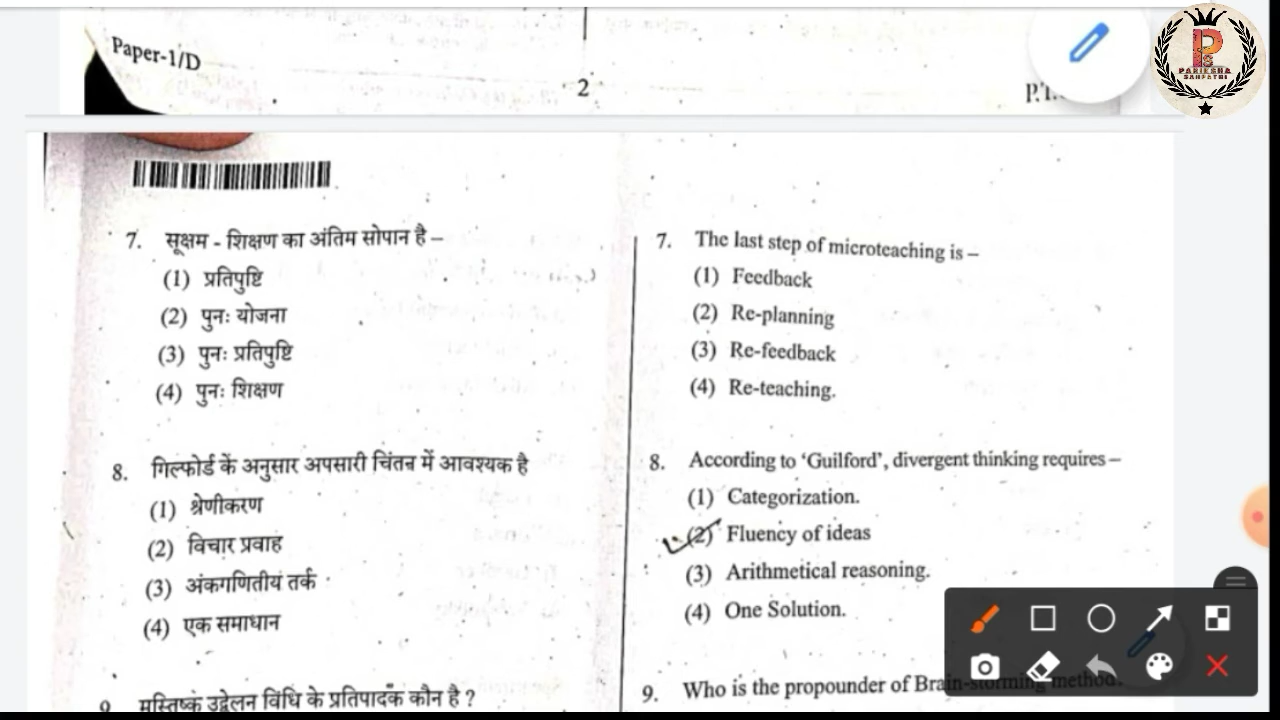 Paper-1/D
2
PARIKSHA
SAMPATTI
7. सूक्षम - शिक्षण का अंतिम सोपान है –
(1) प्रतिपुष्टि
(2) पुनः योजना
(3) पुनः प्रतिपुष्टि
(4) पुनः शिक्षण
8. गिल्फोर्ड कें अनुसार अपसारी चिंतन में आवश्यक है
(1) श्रेणीकरण
(2) विचार प्रवाह
(3) अंकगणितीय तर्क
(4) एक समाधान
9 मस्तिष्क उद्वेलन विधि के प्रतिपादक कौन है ?
7. The last step of microteaching is –
(1) Feedback
(2) Re-planning
(3) Re-feedback
(4) Re-teaching.
8. According to ‘Guilford’, divergent thinking requires –
(1) Categorization.
(2) Fluency of ideas
(3) Arithmetical reasoning.
(4) One Solution.
9. Who is the propounder of Brain-storming method.